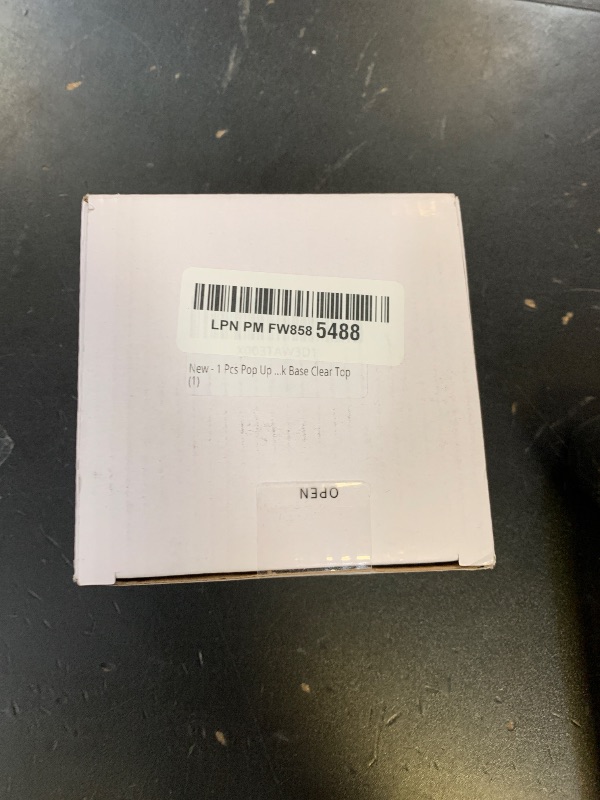 LPN PM FW858 5488
New - 1 Pcs Pop Up ...k Base Clear Top
(1)
OPEN